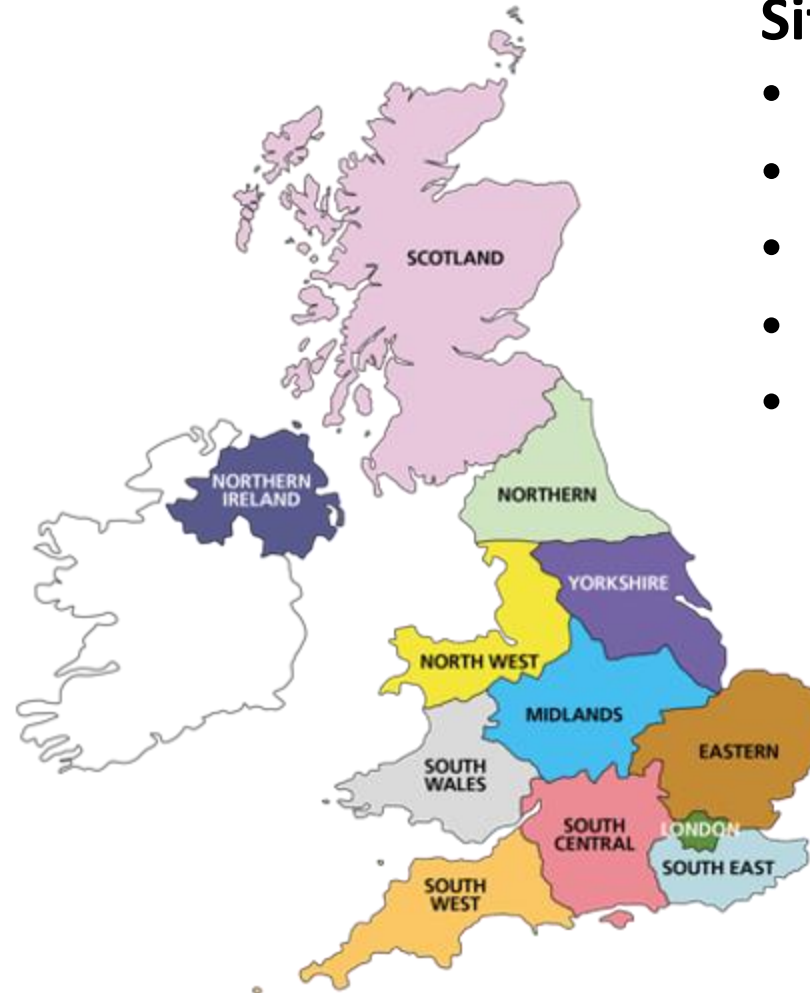 SCOTLAND
NORTHERN
IRELAND
NORTHERN
YORKSHIRE
NORTH WEST
MIDLANDS
EASTERN
SOUTH
WALES
SOUTH
CENTRAL
LONDON
SOUTH EAST
SOUTH
WEST